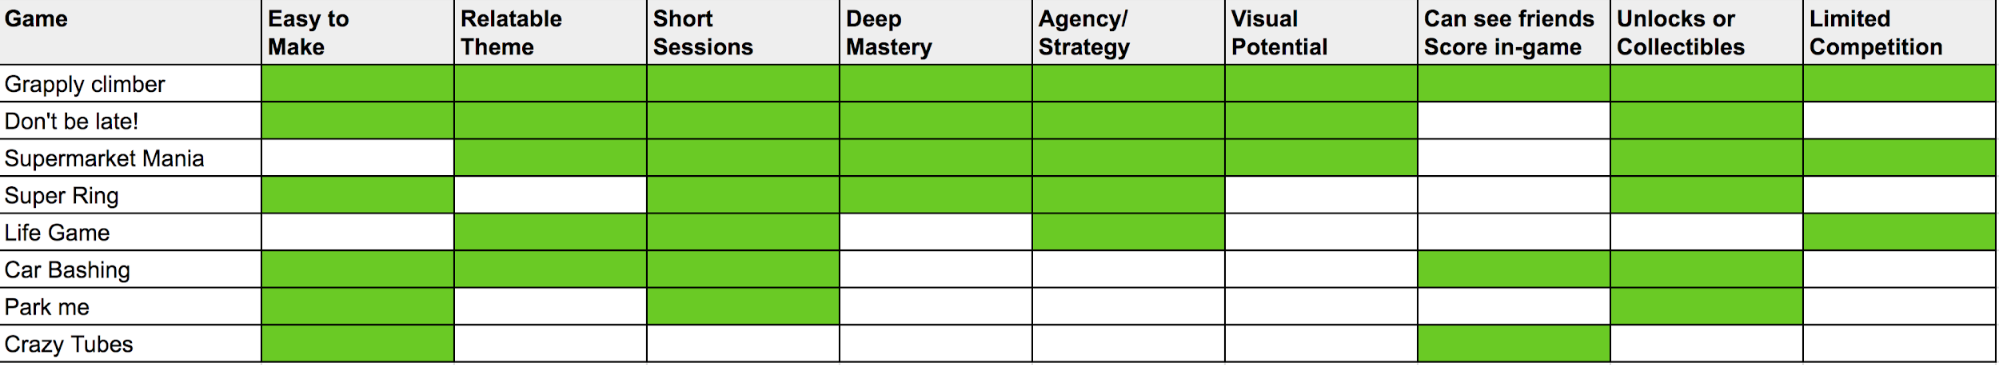 Game
Easy to
Make
Relatable
Theme
Short
Sessions
Deep
Mastery
Agency/
Strategy
Visual
Potential
Can see friends
Score in-game
Unlocks or
Collectibles
Limited
Competition
Grapply climber
Don't be late!
Supermarket Mania
Super Ring
Life Game
Car Bashing
Park me
Crazy Tubes